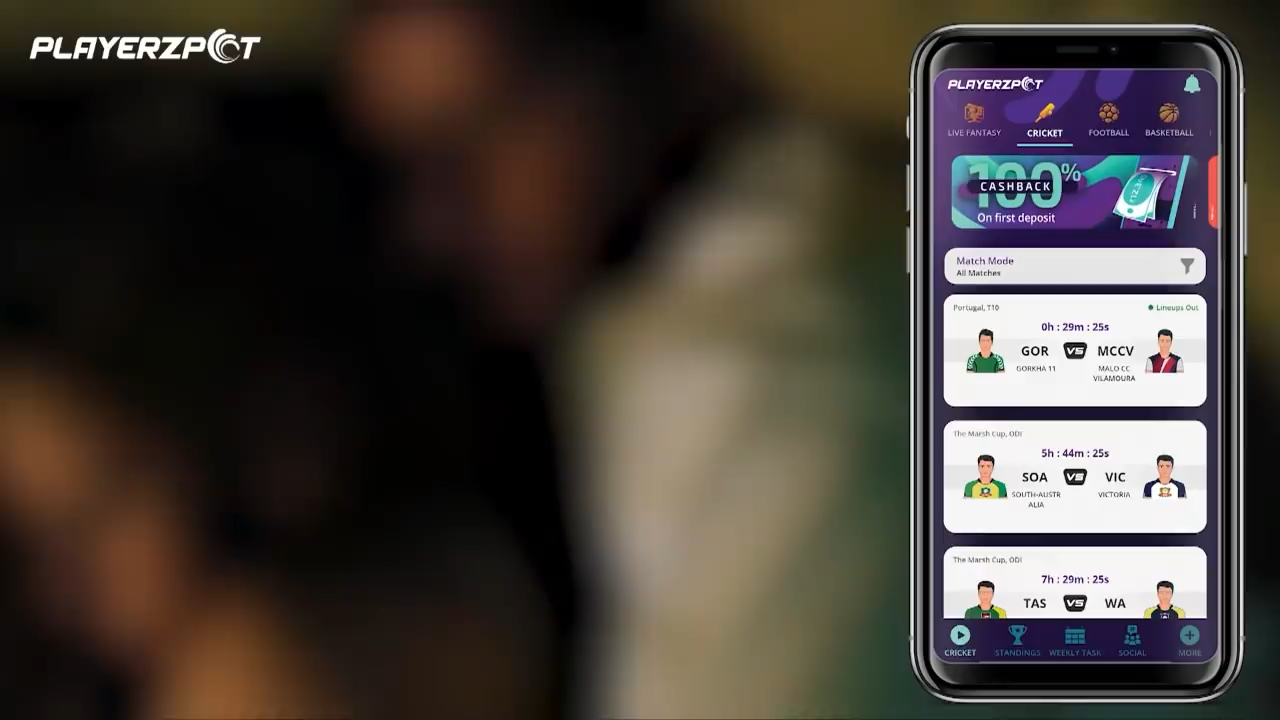 PLAYERZPOT
PLAYERZPOT
LIVE FANTASY
CRICKET
FOOTBALL
BASKETBALL
100%
CASHBACK
On first deposit
Match Mode
All Matches
Portugal, T10
Lineups Out
0h : 29m : 25s
GOR VS MCCV
GORKHA 11
MALO CC
VILAMOURA
The Marsh Cup, ODI
5h : 44m : 25s
SOA VS VIC
SOUTH-AUSTR
ALIA
VICTORIA
The Marsh Cup, ODI
7h : 29m : 25s
TAS VS WA
CRICKET
STANDINGS
WEEKLY TASK
SOCIAL
MORE